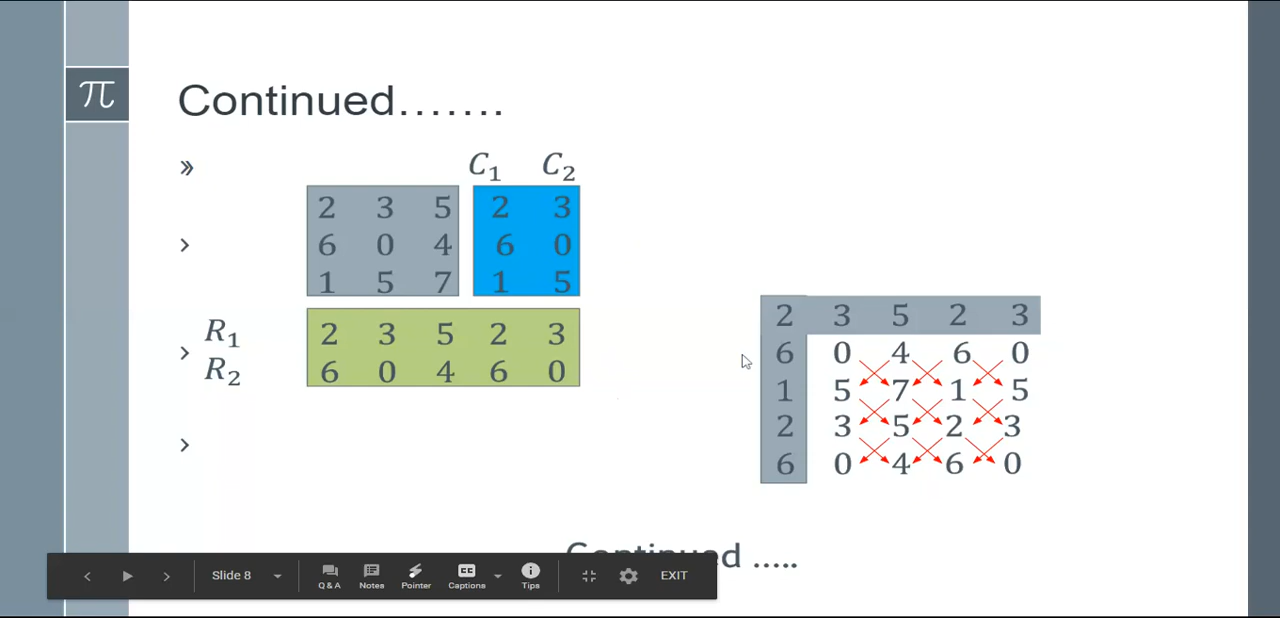 π
Continued…….
»
C₁ C₂
2 3 5 2 3
› 6 0 4 6 0
1 5 7 1 5
R₁ 2 3 5 2 3
›
R₂ 6 0 4 6 0
›
2 3 5 2 3
6 0 4 6 0
1 5 7 1 5
2 3 5 2 3
6 0 4 6 0
Continued …..
Slide 8 Q&A Notes Pointer Captions Tips EXIT